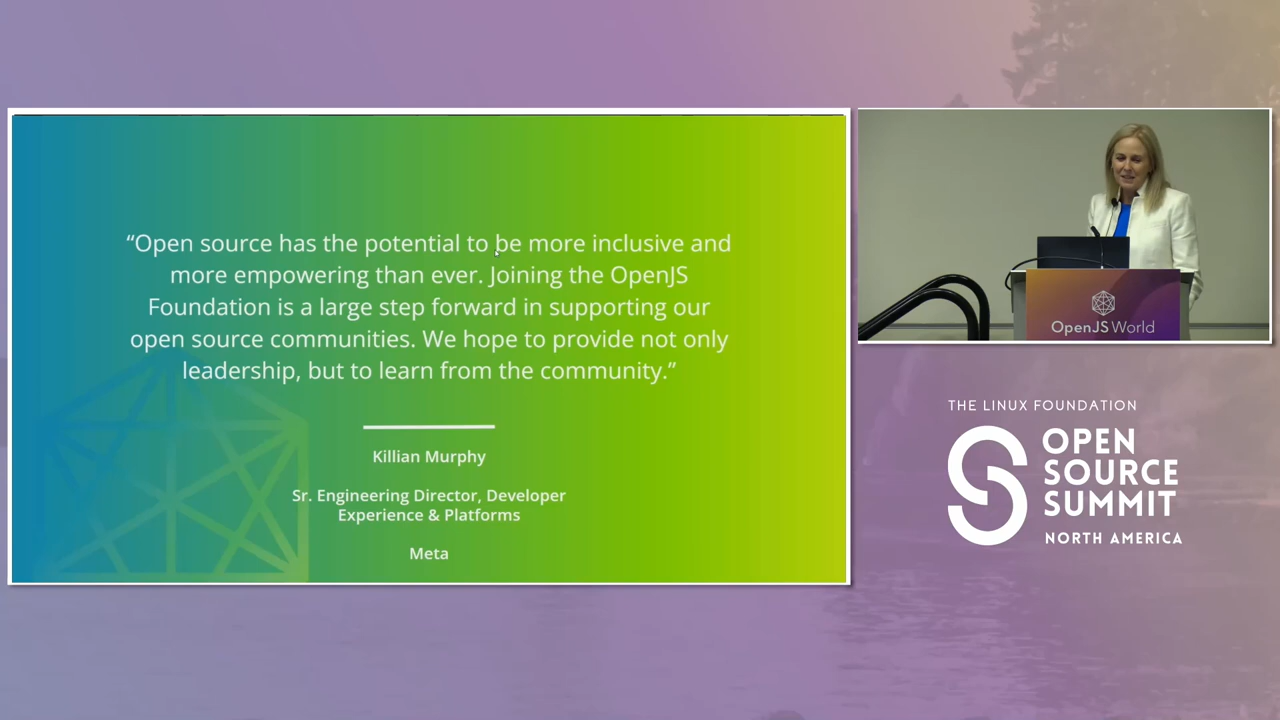 “Open source has the potential to be more inclusive and
more empowering than ever. Joining the OpenJS
Foundation is a large step forward in supporting our
open source communities. We hope to provide not only
leadership, but to learn from the community.”
Killian Murphy
Sr. Engineering Director, Developer
Experience & Platforms
Meta
OpenJS World
THE LINUX FOUNDATION
OPEN
SOURCE
SUMMIT
NORTH AMERICA